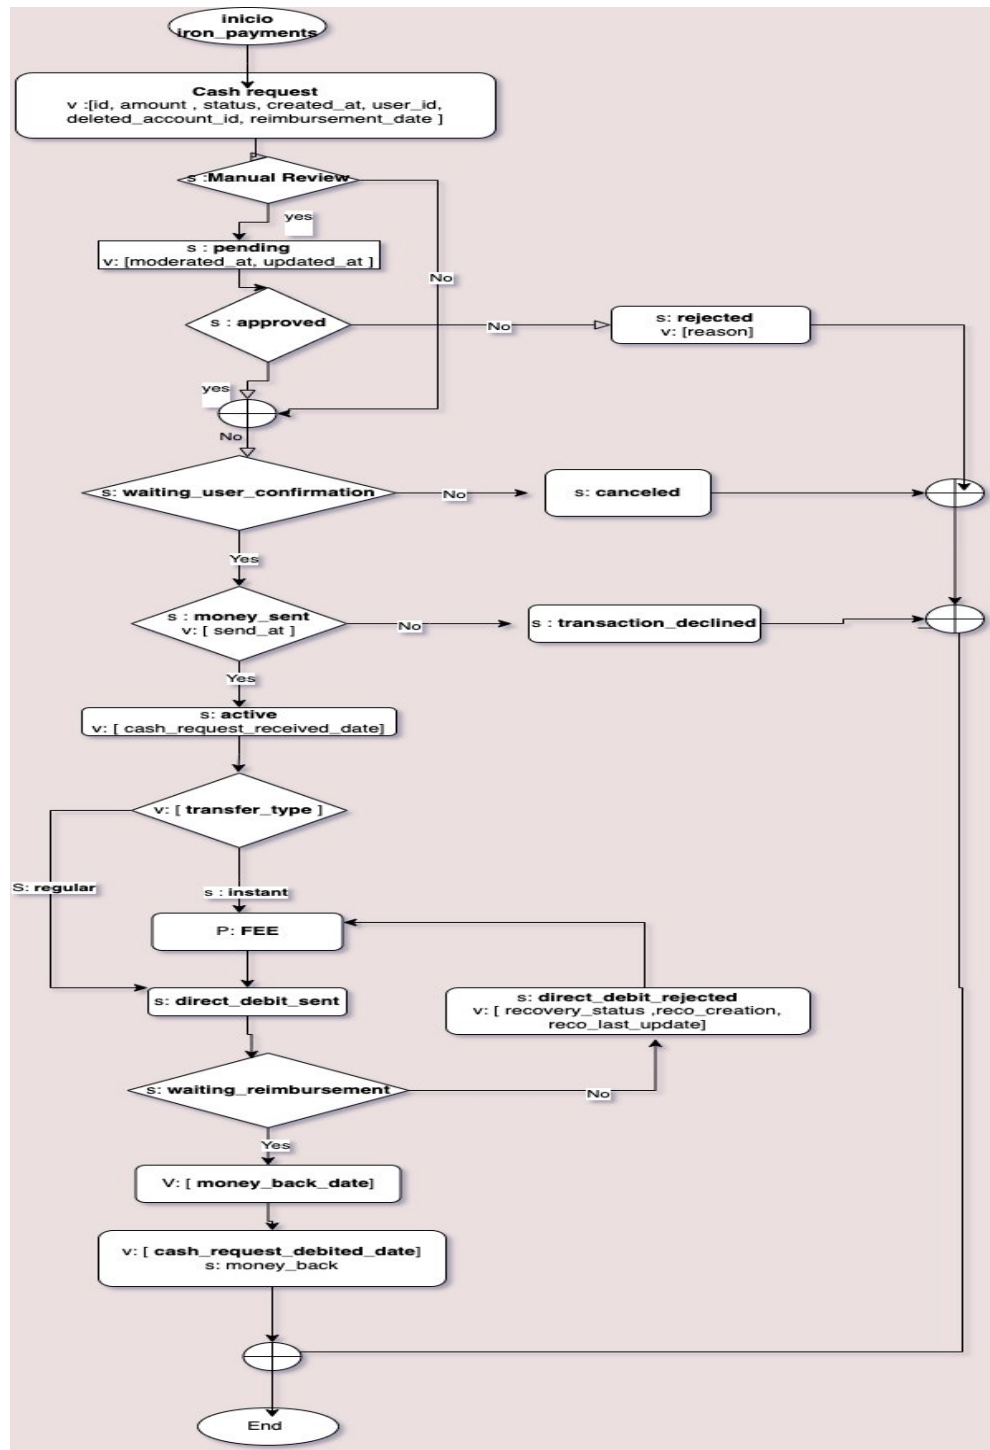 inicio
iron_payments
Cash request
v :[id, amount , status, created_at, user_id,
deleted_account_id, reimbursement_date ]
s :Manual Review
yes
s : pending
v: [moderated_at, updated_at ]
No
s : approved
No
s: rejected
v: [reason]
yes
No
s: waiting_user_confirmation
No
s: canceled
Yes
s : money_sent
v: [ send_at ]
No
s : transaction_declined
Yes
s: active
v: [ cash_request_received_date]
v: [ transfer_type ]
S: regular
s : instant
P: FEE
s: direct_debit_sent
s: direct_debit_rejected
v: [ recovery_status ,reco_creation,
reco_last_update]
s: waiting_reimbursement
No
Yes
V: [ money_back_date]
v: [ cash_request_debited_date]
s: money_back
End